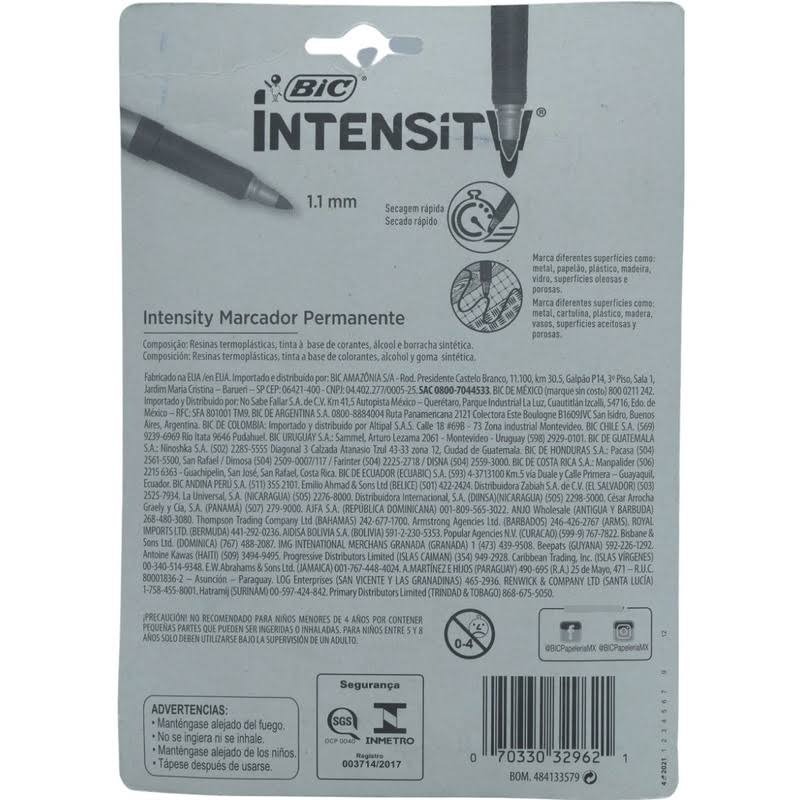 BIC®
INTENSITY®
1.1 mm
Secagem rápida
Secado rápido
Marca diferentes superfícies como:
metal, papelão, plástico, madeira,
vidro, superfícies oleosas e
porosas.
Marca diferentes superficies como:
metal, cartulina, plástico, madera,
vasos, superficies aceitosas y
porosas.
Intensity Marcador Permanente
Composição: Resinas termoplásticas, tinta à base de corantes, álcool e borracha sintética.
Composición: Resinas termoplásticas, tinta a base de colorantes, alcohol y goma sintética.
Fabricado na EUA /en EUA. Importado e distribuido por: BIC AMAZÔNIA S/A - Rod. Presidente Castelo Branco, 11.100, km 30.5, Galpão P14, 3º Piso, Sala 1,
Jardim Maria Cristina – Barueri – SP CEP: 06421-400 - CNPJ: 04.402.277/0005-25. SAC 0800-7044533. BIC DE MÉXICO (marque sin costo) 800 0211 242.
Importado y distribuido por: No Sabe Fallar S.A. de C.V. Km 41,5 Autopista México – Querétaro, Parque Industrial La Luz, Cuautitlán Izcalli, 54716, Edo. de
México – RFC: SFA 801001 TM9. BIC DE ARGENTINA S.A. 0800-8884004 Ruta Panamericana 2121 Colectora Este Boulogne B1609JVC San Isidro, Buenos
Aires, Argentina. BIC DE COLOMBIA: Importado y distribuido por Altipal S.A.S. Calle 18 #69B - 73 Zona industrial Montevideo. BIC CHILE S.A. (569)
9239-6969 Río Itata 9646 Pudahuel. BIC URUGUAY S.A.: Sammel, Arturo Lezama 2061 - Montevideo - Uruguay (598) 2929-0101. BIC DE GUATEMALA
S.A.: Ninoshka S.A. (502) 2285-5555 Diagonal 3 Calzada Atanasio Tzul 43-33 zona 12, Ciudad de Guatemala. BIC DE HONDURAS S.A.: Pacasa (504)
2561-5500, San Rafael / Dimosa (504) 2509-0007/117 / Farinter (504) 2225-2718 / DISNA (504) 2559-3000. BIC DE COSTA RICA S.A.: Manpalider (506)
2215 6363 - Guachipelin, San José, San Rafael, Costa Rica. BIC DE ECUADOR (ECUABIC) S.A. (593) 4-3713100 Km.5 vía Duale y Calle Primera – Guayaquil,
Ecuador. BIC ANDINA PERÚ S.A. (511) 355 2101. Emilio Ahmad & Sons Ltd (BELICE) (501) 422-2424. Distribuidora Zabiah S.A. de C.V. (EL SALVADOR) (503)
2525-7934. La Universal, S.A. (NICARAGUA) (505) 2276-8000. Distribuidora Internacional, S.A., (DIINSA)(NICARAGUA) (505) 2298-5000. César Arrocha
Graely y Cía, S.A. (PANAMÁ) (507) 279-9000. AJFA S.A. (REPÚBLICA DOMINICANA) 001-809-565-3022. ANJO Wholesale (ANTIGUA Y BARBUDA)
268-480-3080. Thompson Trading Company Ltd (BAHAMAS) 242-677-1700. Armstrong Agencies Ltd. (BARBADOS) 246-426-2767 (ARMS). ROYAL
IMPORTS LTD. (BERMUDA) 441-292-0236. AIDISA BOLIVIA S.A. (BOLIVIA) 591-2-230-5353. Popular Agencies N.V. (CURACAO) (599-9) 767-7822. Bisbane &
Sons Ltd. (DOMINICA) (767) 488-2087. IMG INTERNATIONAL MERCHANS GRANADA (GRANADA) 1 (473) 439-9508. Beepats (GUYANA) 592-226-1292.
Antoine Kawas (HAITI) (509) 3494-9495. Progressive Distributors Limited (ISLAS CAIMAN) (354) 949-2928. Caribbean Trading, Inc. (ISLAS VÍRGENES)
00-340-514-9348. E.W.Abrahams & Sons Ltd. (JAMAICA) 001-767-448-4024. A.MARTÍNEZ E HIJOS (PARAGUAY) 490-695 (R.A.) 25 de Mayo, 471 – R.U.C.
80001836-2 – Asunción - Paraguay. LOG Enterprises (SAN VICENTE Y LAS GRANADINAS) 465-2936. RENWICK & COMPANY LTD (SANTA LUCÍA)
1-758-455-8001. Hatramij (SURINAM) 00-597-424-842. Primary Distributors Limited (TRINIDAD & TOBAGO) 868-675-5050.
¡PRECAUCIÓN! NO RECOMENDADO PARA NIÑOS MENORES DE 4 AÑOS POR CONTENER
PEQUEÑAS PARTES QUE PUEDEN SER INGERIDAS O INHALADAS. PARA NIÑOS ENTRE 5 Y 8
AÑOS SOLO DEBEN UTILIZARSE BAJO LA SUPERVISIÓN DE UN ADULTO.
0-4
@BICPapeleriaMX @BICPapeleriaMX
ADVERTENCIAS:
• Manténgase alejado del fuego.
• No se ingiera ni se inhale.
• Manténgase alejado de los niños.
• Tápese después de usarse.
Segurança
SGS
OCP 0040
INMETRO
Registro
003714/2017
0 70330 32962 1
BOM. 484133579
4 2021 1 2 3 4 5 6 7 9 12